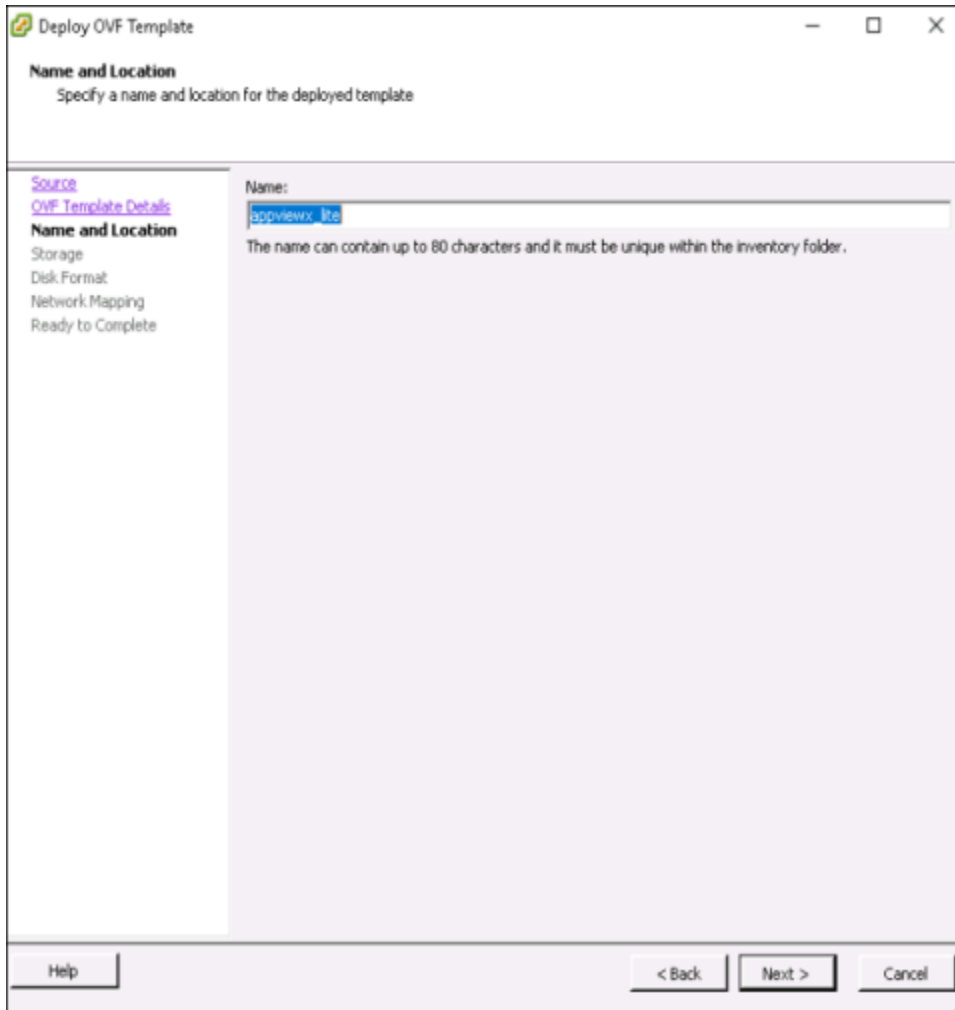 Deploy OVF Template
Name and Location
Specify a name and location for the deployed template
Source
OVF Template Details
Name and Location
Storage
Disk Format
Network Mapping
Ready to Complete
Name:
appviewx_lite
The name can contain up to 80 characters and it must be unique within the inventory folder.
Help
< Back
Next >
Cancel